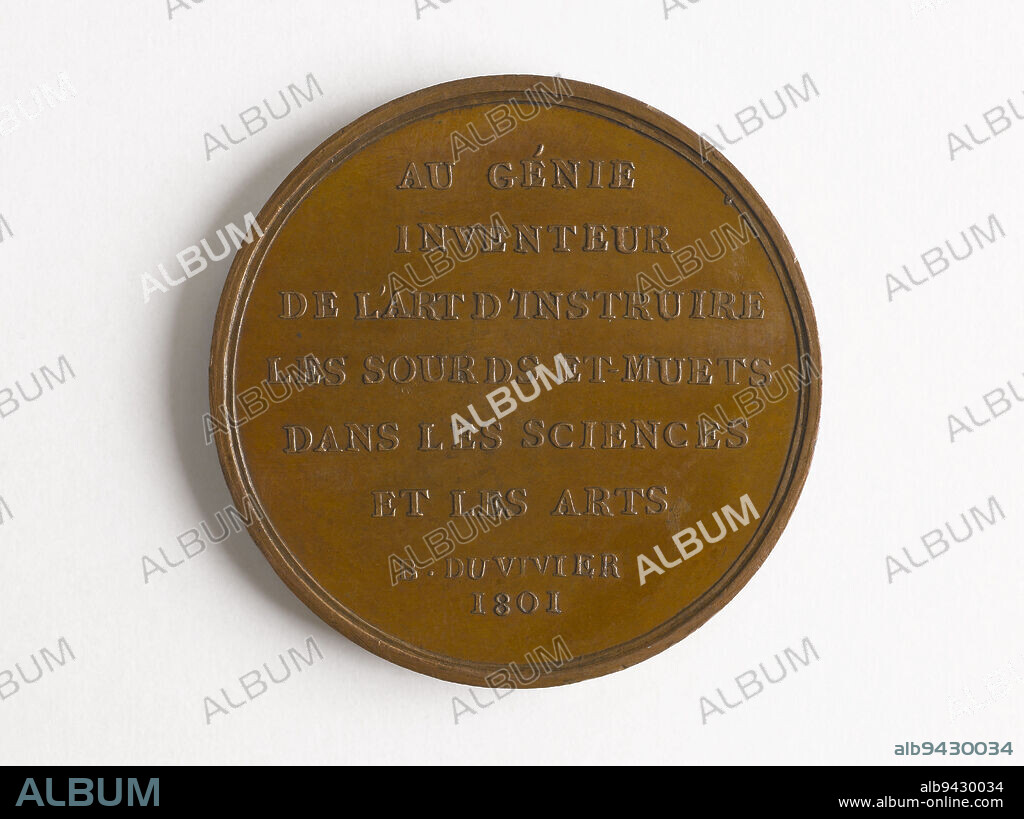 AU GÉNIE
INVENTEUR
DE L'ART D'INSTRUIRE
LES SOURDS-ET-MUETS
DANS LES SCIENCES
ET LES ARTS
DUVIVIER
1801
alb9430034
ALBUM
alb9430034
www.album-online.com